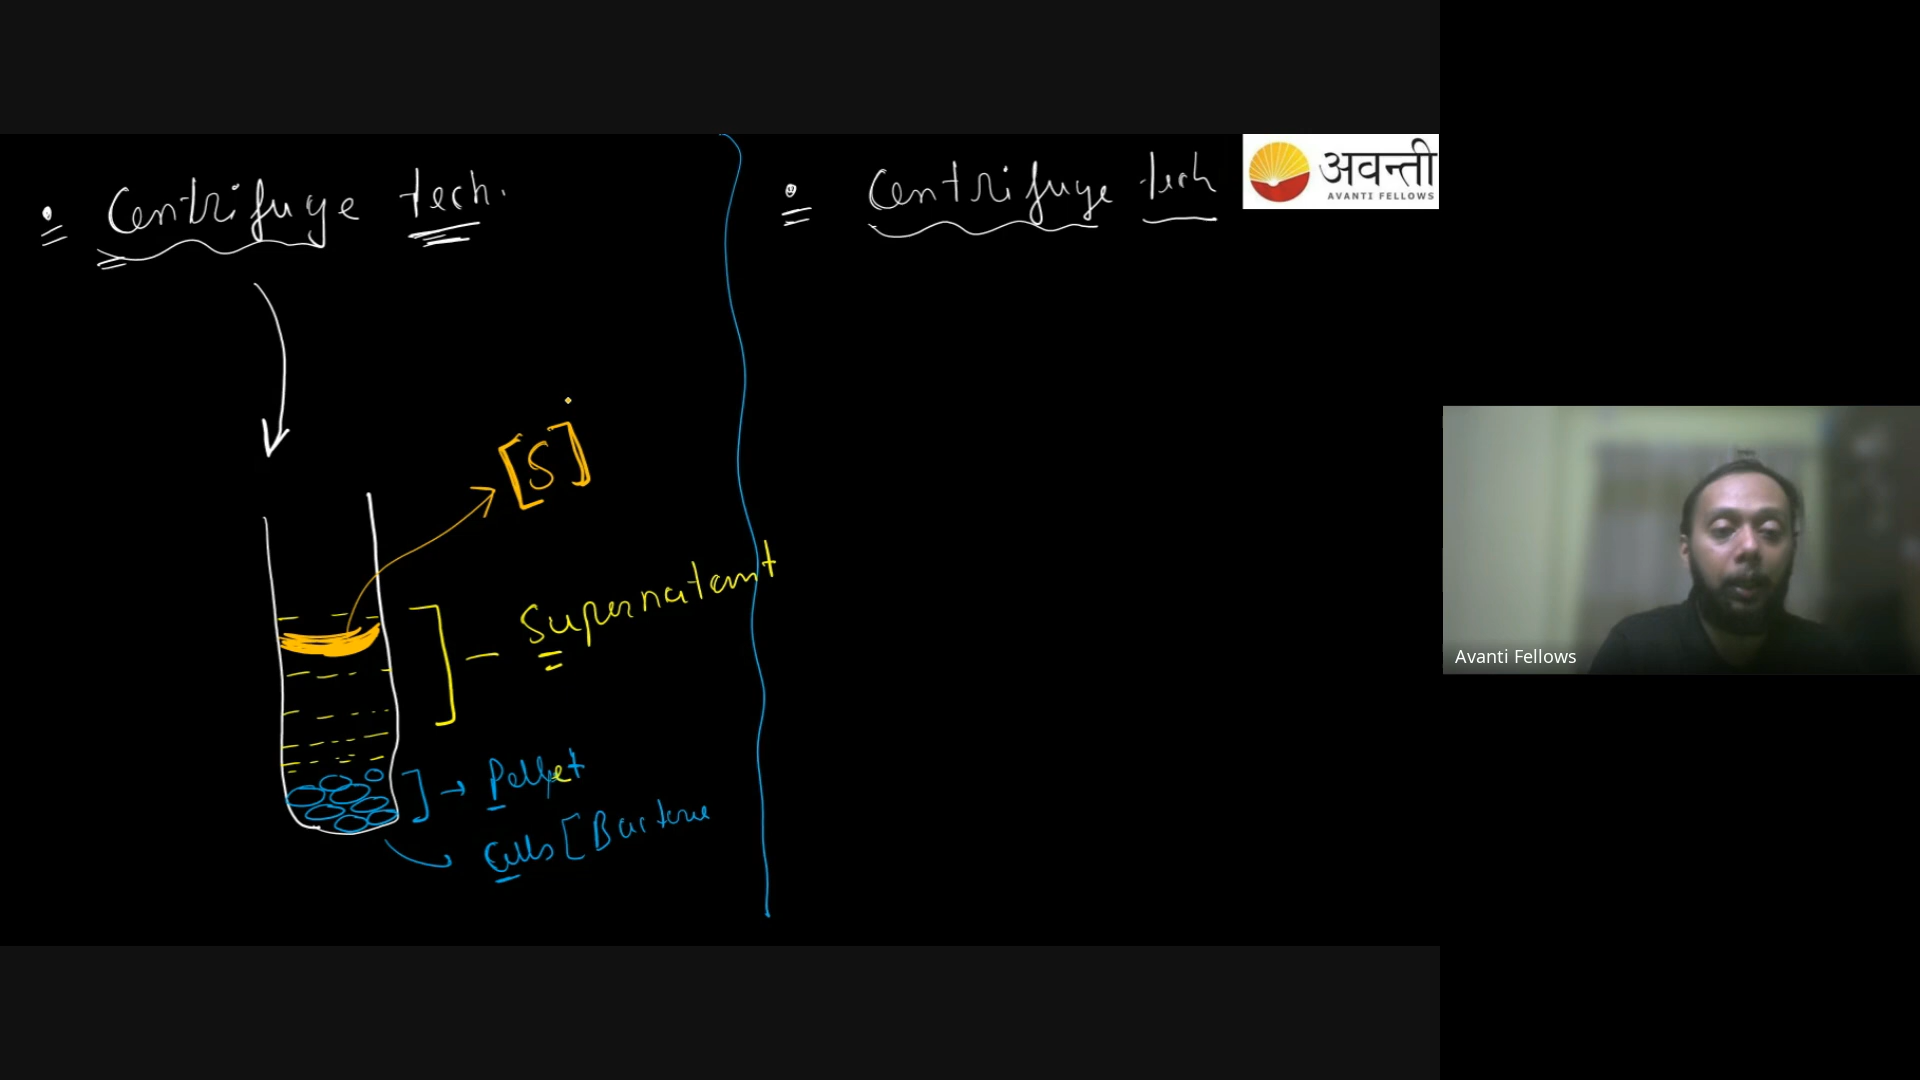 Centrifuge tech.
[S]
Supernatant
Pellet
Cells [Bacteria
Centrifuge tech
अवन्ती
AVANTI FELLOWS
Avanti Fellows